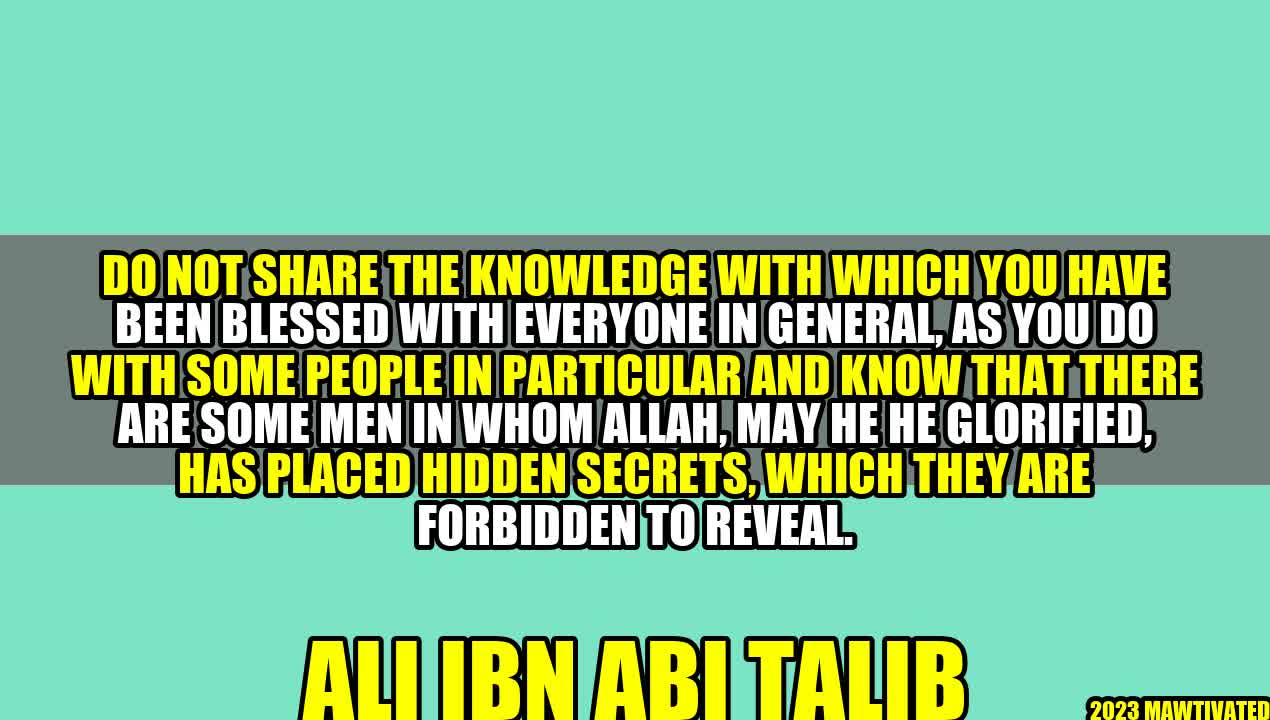 DO NOT SHARE THE KNOWLEDGE WITH WHICH YOU HAVE
BEEN BLESSED WITH EVERYONE IN GENERAL, AS YOU DO
WITH SOME PEOPLE IN PARTICULAR AND KNOW THAT THERE
ARE SOME MEN IN WHOM ALLAH, MAY HE HE GLORIFIED,
HAS PLACED HIDDEN SECRETS, WHICH THEY ARE
FORBIDDEN TO REVEAL.
ALI IBN ABI TALIB
2023 MAWTIVATED